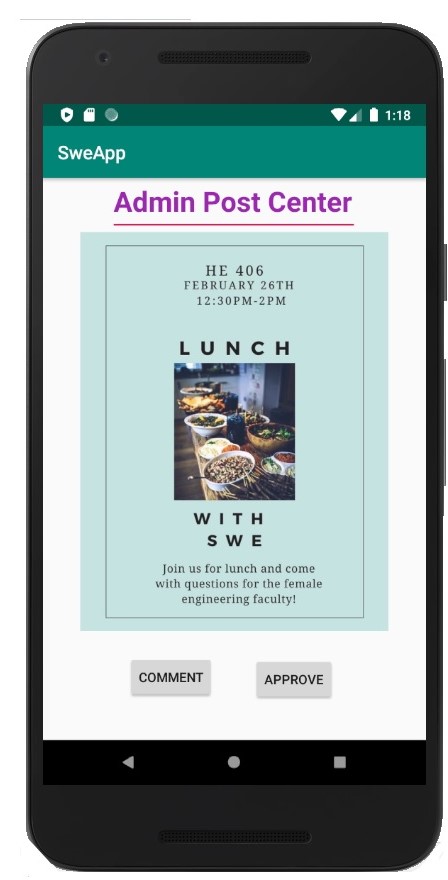 1:18
SweApp
Admin Post Center
HE 406
FEBRUARY 26TH
12:30PM-2PM
LUNCH
WITH
SWE
Join us for lunch and come
with questions for the female
engineering faculty!
COMMENT
APPROVE